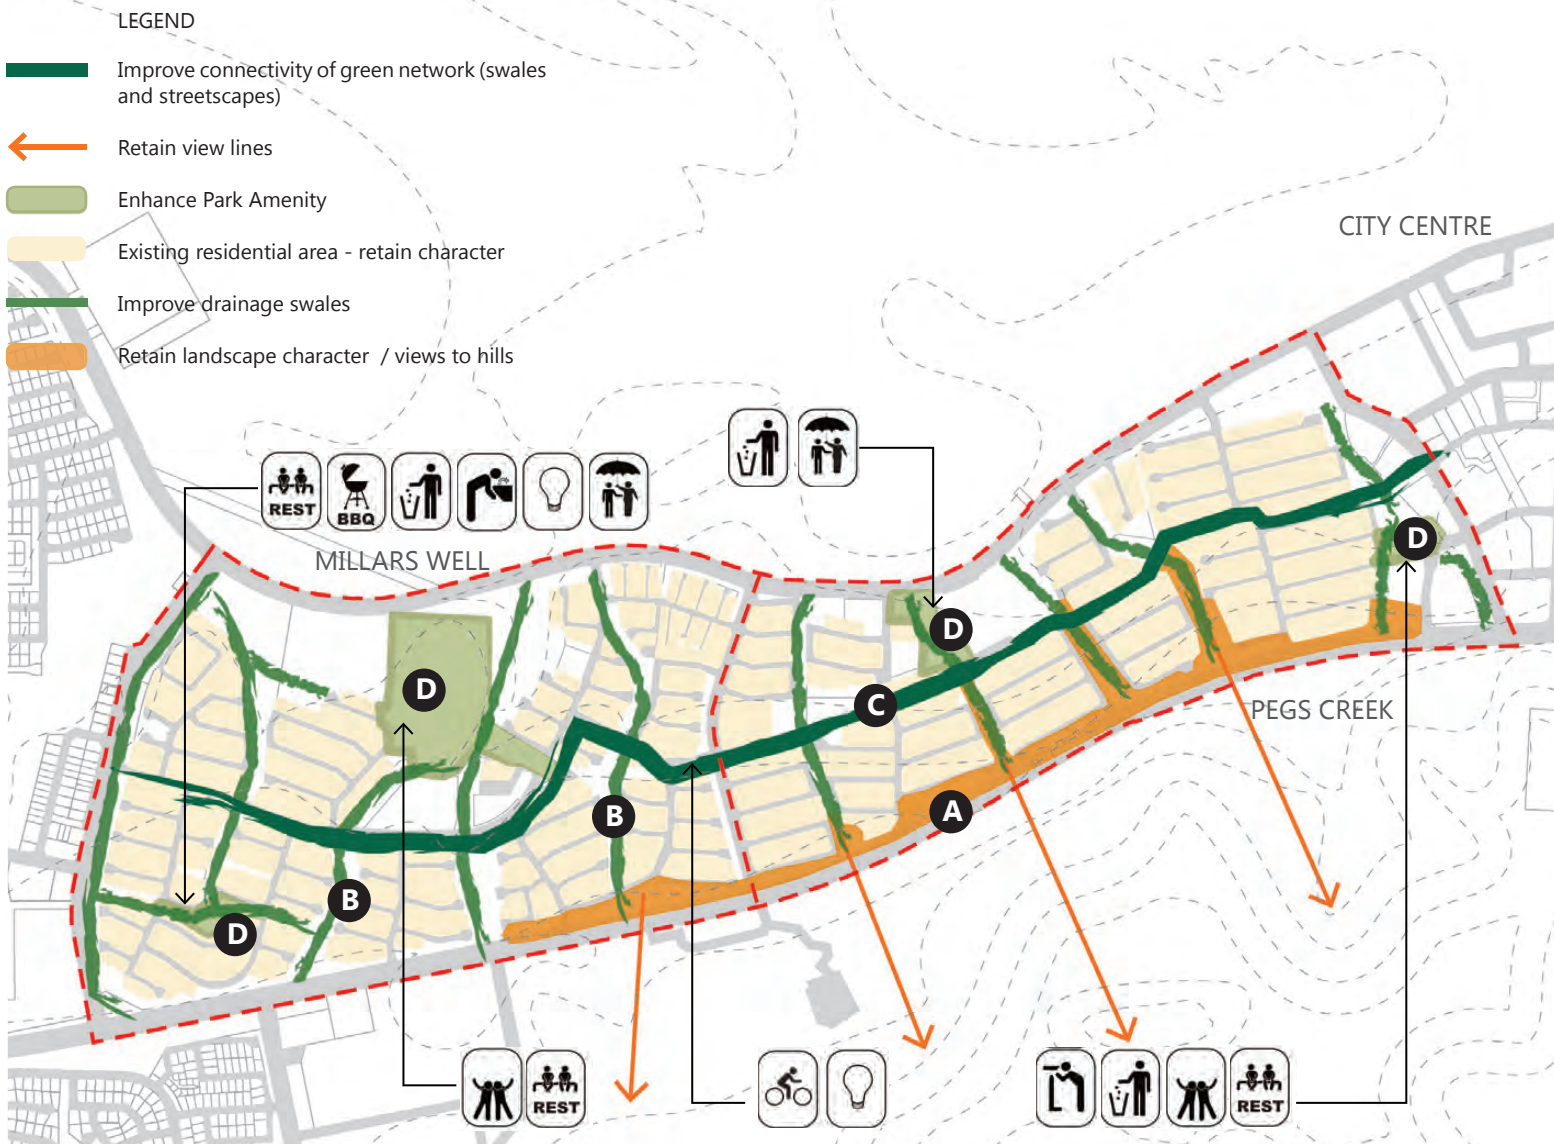 LEGEND
Improve connectivity of green network (swales
and streetscapes)
Retain view lines
Enhance Park Amenity
Existing residential area - retain character
Improve drainage swales
Retain landscape character / views to hills
CITY CENTRE
REST
BBQ
MILLARS WELL
D
D
D
C
PEGS CREEK
A
B
B
D
REST
REST